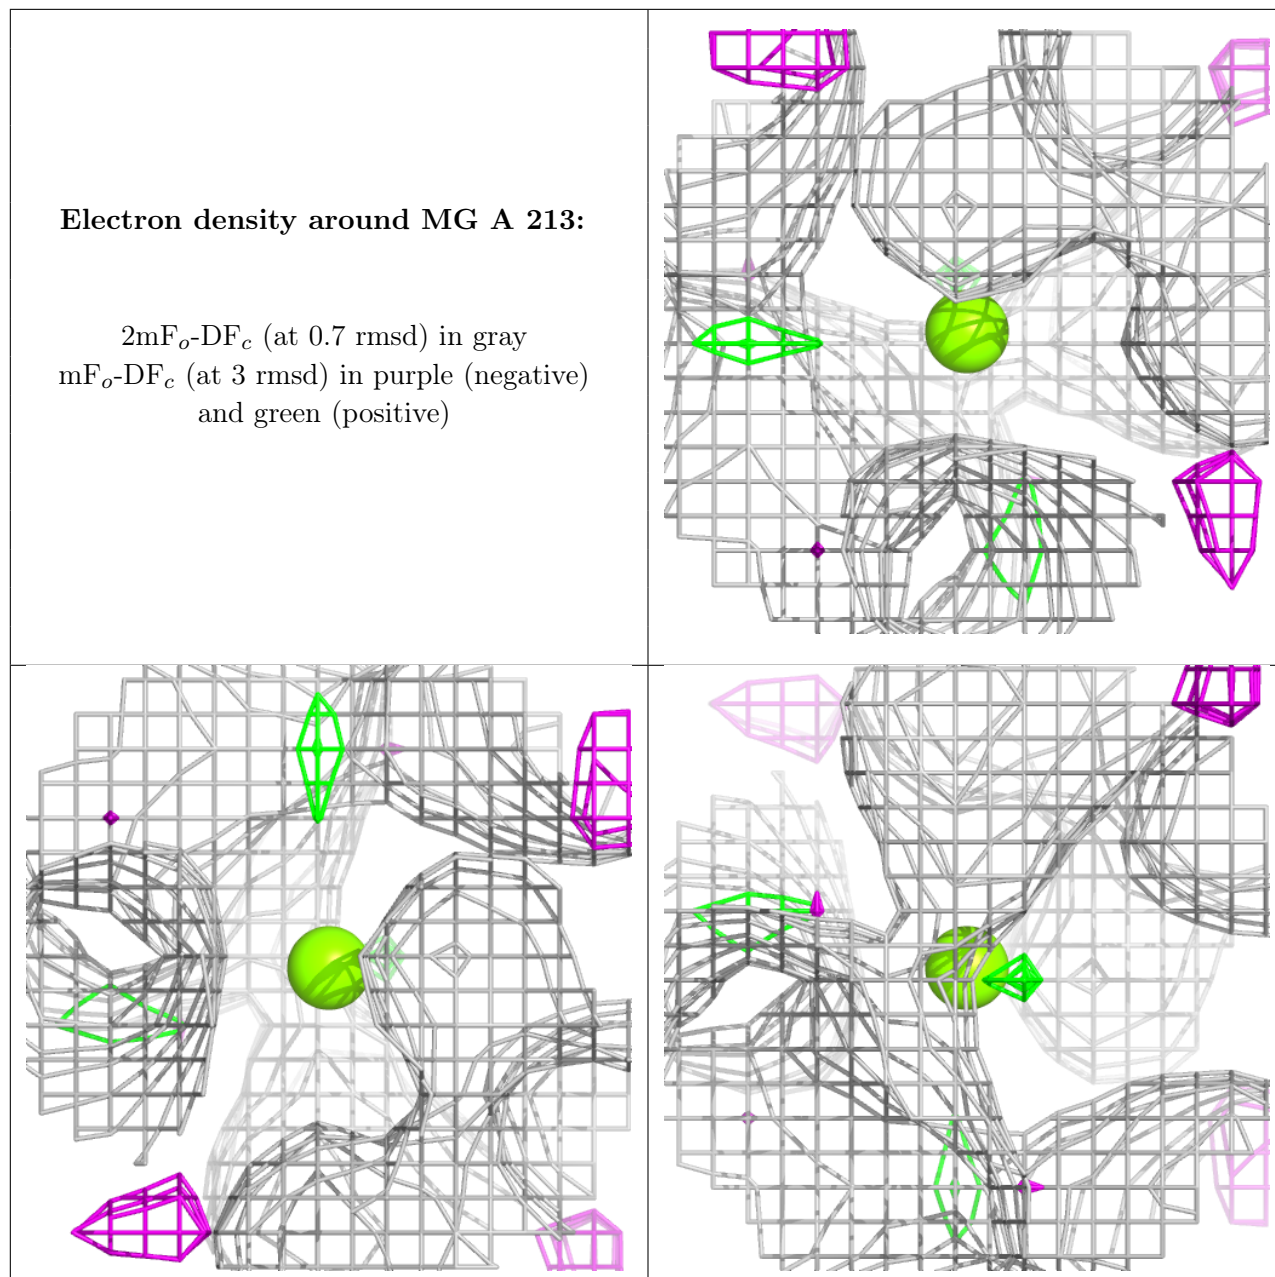 Electron density around MG A 213:
2mFo-DFc (at 0.7 rmsd) in gray
mFo-DFc (at 3 rmsd) in purple (negative)
and green (positive)